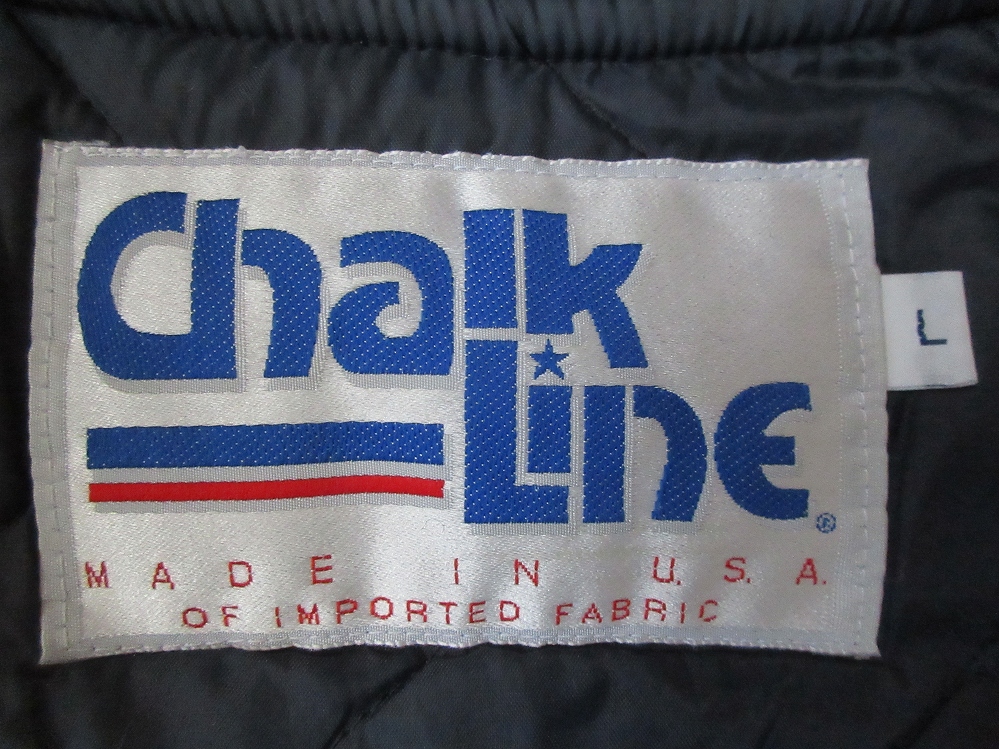 Chalk
Line®
L
MADE IN U.S.A.
OF IMPORTED FABRIC